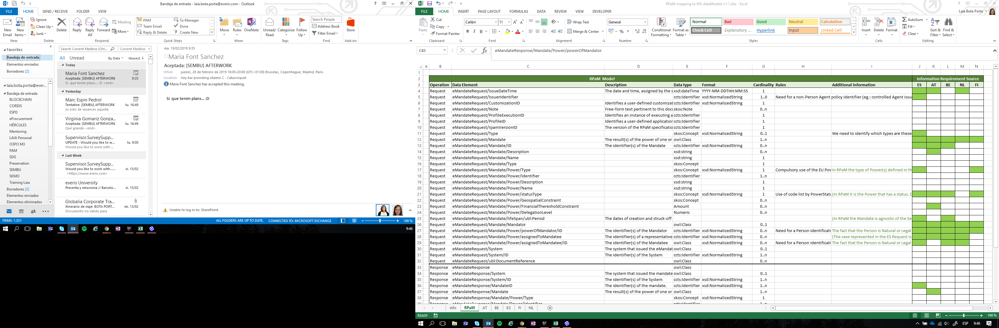 Bandeja de entrada - laia.bota.porta@everis.com - Outlook
FILE HOME SEND / RECEIVE FOLDER VIEW
New Email
New Items
Ignore
Clean Up
Junk
Delete
Reply
Reply All
Forward
Meeting
More
PAM
Team Email
Reply & Delete
To Manager
Done
Create New
Move
Rules
OneNote
Unread/ Read
Categorize
Follow Up
Search People
Address Book
Filter Email
Store
New Delete Respond Quick Steps Move Tags Find Add-ins
Favorites
Bandeja de entrada
Elementos enviados
Borradores [2]
laia.bota.porta@ever...
Bandeja de entrada
BLOCKCHAIN
CORDIS
ESPD
eProcurement
HÉRCULES
Mentoring
LAIA Personal
O3PO M3
PAM
SDG
Preservation
SEMBU
SKMO
Training Laia
Borradores [2]
Elementos enviados
Elementos eliminados
Search Current Mailbox (Ctrl... Current Mailbox
All Unread By Date Newest
Today
Maria Font Sanchez
Aceptada: [SEMBU] AFTERWORK 9:35
Si que tenim plans... :D <end>
Yesterday
Marc Espin Pedrol
Tentative: [SEMBU] AFTERWORK lu. 16:49
Jo estic de vacances aquella
Virginia Gomariz Gonza...
Aceptada: [SEMBU] AFTERWORK lu. 16:49
Qué grande <end>
Supervisor.SurveySupp...
UPDATE - Would you like to w... lu. 9:00
Would you like to work with ...
Last Week
Supervisor.SurveySupp...
Would you like to work with...... vi. 15/02
<https://www.everis.com>
everis University
Presenta y emociona // Barcelo... vi. 15/02
Globalia Corporate Tra...
Itinerario de viaje: BOTA PORT... mi. 13/02
Documento no válido para
ma. 19/02/2019 9:35
Maria Font Sanchez
Aceptada: [SEMBU] AFTERWORK
When jueves, 28 de febrero de 2019 18:00-20:00 (UTC+01:00) Bruselas, Copenhague, Madrid, París.
Location Any bar providing vitamin C - Catacroquet
Maria Font Sanchez has accepted this meeting.
Si que tenim plans... :D
Unable to log in to: SharePoint.
ITEMS: 1.251 ALL FOLDERS ARE UP TO DATE. CONNECTED TO: MICROSOFT EXCHANGE 100 %
9:46
RPaM-mapping to MS-dataModels-v1.1.xlsx - Excel
FILE HOME INSERT PAGE LAYOUT FORMULAS DATA REVIEW VIEW DEVELOPER Laia Bota Porta
Paste
Cut
Copy
Format Painter
Calibri 11
B I U
Wrap Text
Merge & Center
General
Conditional Formatting
Format as Table
Normal Bad Good Neutral Calculation
Check Cell Explanatory ... Hyperlink Input Linked Cell
Insert Delete Format
AutoSum
Fill
Clear
Sort & Filter
Find & Select
Clipboard Font Alignment Number Styles Cells Editing
C45 fx eMandateResponse/Mandate/Power/powerOfMandator
A B C D E F G H I J K L M N
1
2 RPaM Model Information Requirement Source
3 Operation Data Element Description Data type Format Cardinality Rules Additional information ES AT BE NL FI
4 Request eMandateRequest/IssueDateTime The date and time, assigned by the s xsd:dateTime YYYY-MM-DDTHH:MM:SS 1
5 Request eMandateRequest/IssuerIdentifier ccts:Identifier xsd:NormalizedString 1..0 Need for a non-Person Agent policy identifier (eg.: controlled Agent issu
6 Request eMandateRequest/CustomizationID Identifies a user-defined customizat ccts:Identifier xsd:NormalizedString 1
7 Request eMandateRequest/Note Free-form text pertinent to this docu skos:Note 0..n
8 Request eMandateRequest/ProfileExecutionID Identifies an instance of executing a ccts:Identifier 1
9 Request eMandateRequest/ProfileID Identifies a user-defined application ccts:Identifier 1
10 Request eMandateRequest/rpamVersionID The version of the RPaM specificatio ccts:Identifier 1
11 Request eMandateRequest/Type skos:Concept xsd:NormalizedString 0..1 We need to identify which types are these
12 Request eMandateRequest/Mandate The result(s) of the power of one or owl:Class 1..n
13 Request eMandateRequest/Mandate/ID The identifier(s) of the Mandate ccts:Identifier xsd:NormalizedString 0..n
14 Request eMandateRequest/Mandate/Description xsd:string 0..n
15 Request eMandateRequest/Mandate/Name xsd:string 1
16 Request eMandateRequest/Mandate/Type skos:Concept 1
17 Request eMandateRequest/Mandate/Power/Type skos:Concept xsd:NormalizedString 1 Compulsory use of the EU Pov In RPaM the type of Power(s) defined in th
18 Request eMandateRequest/Mandate/Power/Identifier ccts:Identifier 1..n
19 Request eMandateRequest/Mandate/Power/Description xsd:string 1
20 Request eMandateRequest/Mandate/Power/Name xsd:string 1
21 Request eMandateRequest/Mandate/Power/statusType skos:Concept xsd:NormalizedString 1 Use of code list by PowerStatu (In RPaM it is the Power that has a status. D
22 Request eMandateRequest/Mandate/Power/GeospatialConstraint skos:Concept 0..n
23 Request eMandateRequest/Mandate/Power/FinancialThresholdConstraint Amount 0..n
24 Request eMandateRequest/Mandate/Power/DelegationLevel Numeric 0..n
25 Request eMandateRequest/Mandate/lifeSpan/ubl:Period The dates of creation and struck-off (In RPaM the Mandate is agnostic of the Se
26 Request eMandateRequest/Mandate/Mandator owl:Class 0..1
27 Request eMandateRequest/Mandate/Power/powerOfMandator/ID The identifier(s) of the Mandator ccts:Identifier xsd:NormalizedString 0..n Need for a Person identificati The fact that the Person is Natural or Legal
28 Request eMandateRequest/Mandate/Power/assignedToMandatee The identifier(s) of a representative ccts:Identifier xsd:NormalizedString 0..n (The case represented in the ES Request is
29 Request eMandateRequest/Mandate/Power/assignedToMandatee/ID The identifier(s) of the Mandatee owl:Class xsd:NormalizedString 0..n Need for a Person identificati The fact that the Person is Natural or Legal
30 Request eMandateRequest/System The system that issued the eMandat owl:Class 0..1
31 Request eMandateRequest/System/ID The identifier(s) of the System ccts:Identifier xsd:NormalizedString 1..n
32 Request eMandateRequest/ubl:DocumentReference owl:Class 0..n
33 Response eMandateResponse owl:Class
34 Response eMandateResponse/System The system that issued the mandate owl:Class 0..1
35 Response eMandateResponse/System/ID The identifier(s) of the System ccts:Identifier xsd:NormalizedString 1..n
36 Response eMandateResponse/MandateID The identifier(s) of the mandate. ccts:Identifier xsd:NormalizedString 1..n
37 Response eMandateResponse/Mandate The result(s) of the power of one or owl:Class 1..n
38 Response eMandateResponse/Mandate/Power/Type skos:Concept xsd:NormalizedString 1
info RPaM AT BE ES FI NL
READY 100 %
ESP 9:46